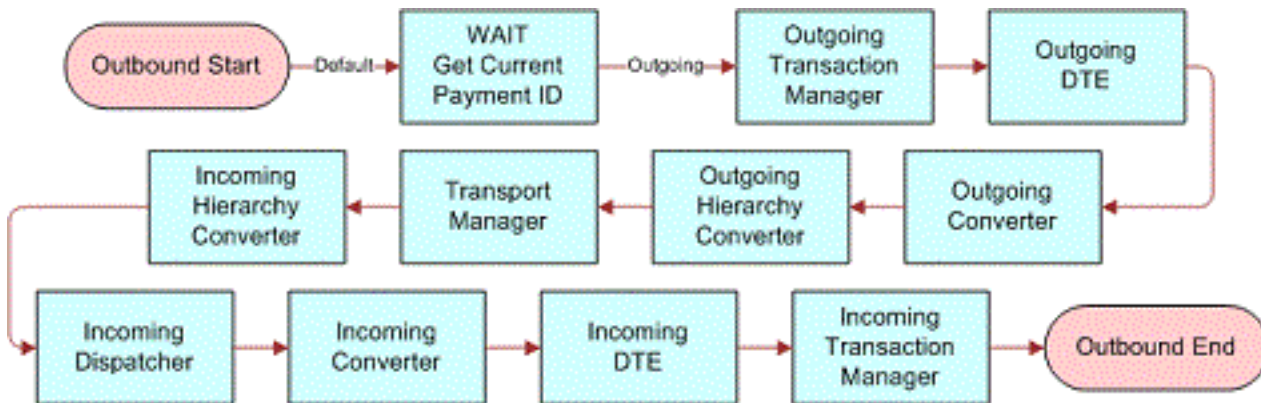 Outbound Start
Default
WAIT
Get Current
Payment ID
Outgoing
Outgoing
Transaction
Manager
Outgoing
DTE
Incoming
Hierarchy
Converter
Transport
Manager
Outgoing
Hierarchy
Converter
Outgoing
Converter
Incoming
Dispatcher
Incoming
Converter
Incoming
DTE
Incoming
Transaction
Manager
Outbound End